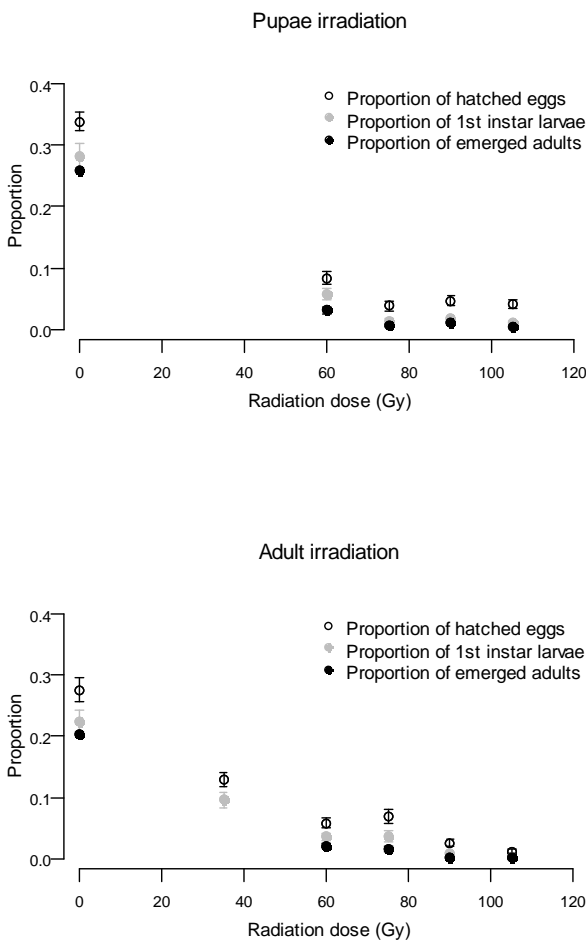 Pupae irradiation
Proportion of hatched eggs
Proportion of 1st instar larvae
Proportion of emerged adults
0.4
0.3
0.2
0.1
0.0
Proportion
0 20 40 60 80 100 120
Radiation dose (Gy)
Adult irradiation
Proportion of hatched eggs
Proportion of 1st instar larvae
Proportion of emerged adults
0.4
0.3
0.2
0.1
0.0
Proportion
0 20 40 60 80 100 120
Radiation dose (Gy)